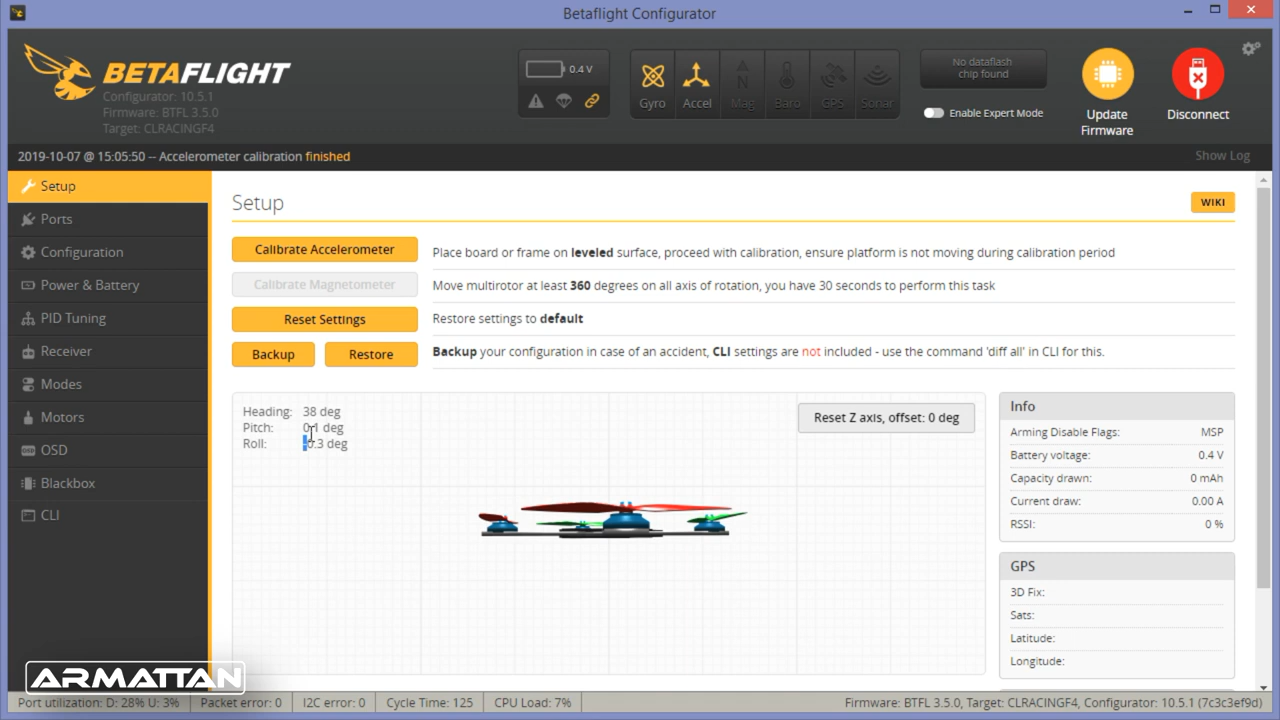 Betaflight Configurator
BETAFLIGHT
Configurator: 10.5.1
Firmware: BTFL 3.5.0
Target: CLRACINGF4
0.4 V
Gyro
Accel
Mag
Baro
GPS
Sonar
No dataflash
chip found
Enable Expert Mode
Update
Firmware
Disconnect
2019-10-07 @ 15:05:50 -- Accelerometer calibration finished
Show Log
Setup
Ports
Configuration
Power & Battery
PID Tuning
Receiver
Modes
Motors
OSD
Blackbox
CLI
Setup
WIKI
Calibrate Accelerometer
Place board or frame on leveled surface, proceed with calibration, ensure platform is not moving during calibration period
Calibrate Magnetometer
Move multirotor at least 360 degrees on all axis of rotation, you have 30 seconds to perform this task
Reset Settings
Restore settings to default
Backup
Restore
Backup your configuration in case of an accident, CLI settings are not included - use the command 'diff all' in CLI for this.
Heading: 38 deg
Pitch: 0.1 deg
Roll: -0.3 deg
Reset Z axis, offset: 0 deg
Info
Arming Disable Flags: MSP
Battery voltage: 0.4 V
Capacity drawn: 0 mAh
Current draw: 0.00 A
RSSI: 0 %
GPS
3D Fix:
Sats:
Latitude:
Longitude:
ARMATTAN
Port utilization: D: 28% U: 3%
Packet error: 0
I2C error: 0
Cycle Time: 125
CPU Load: 7%
Firmware: BTFL 3.5.0, Target: CLRACINGF4, Configurator: 10.5.1 (7c3c3ef9d)